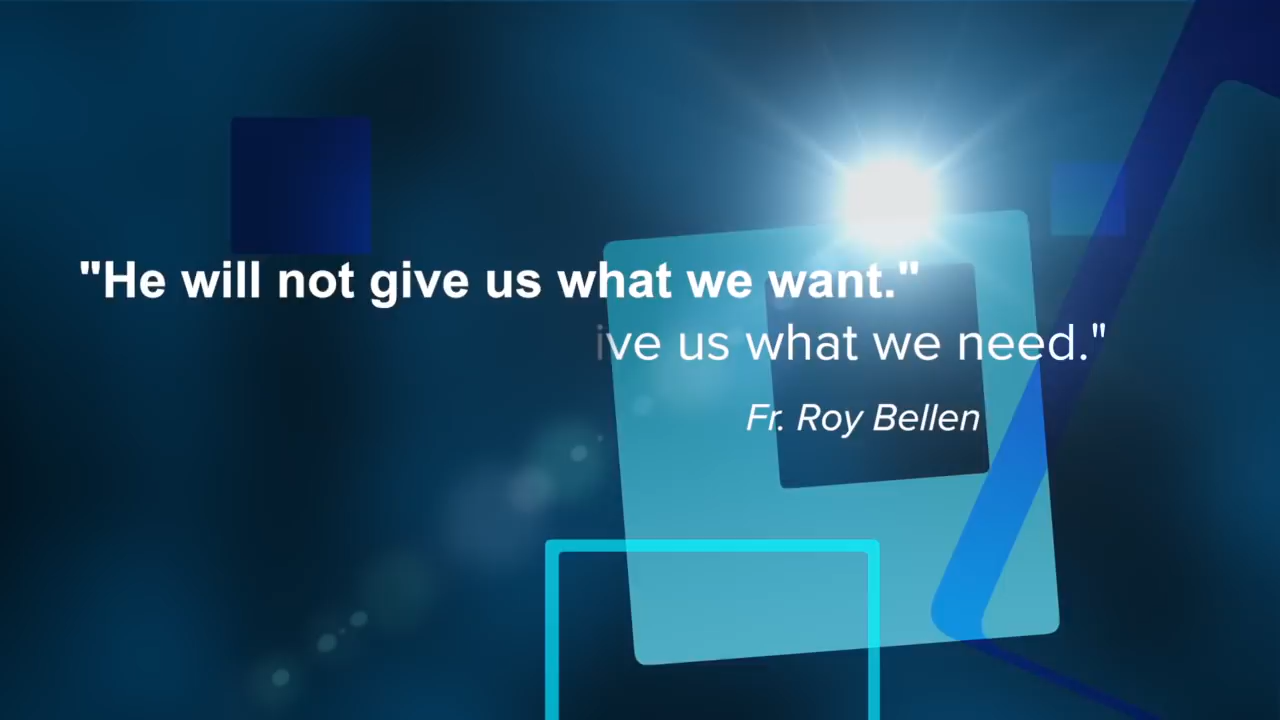 "He will not give us what we want."
ive us what we need."
Fr. Roy Bellen